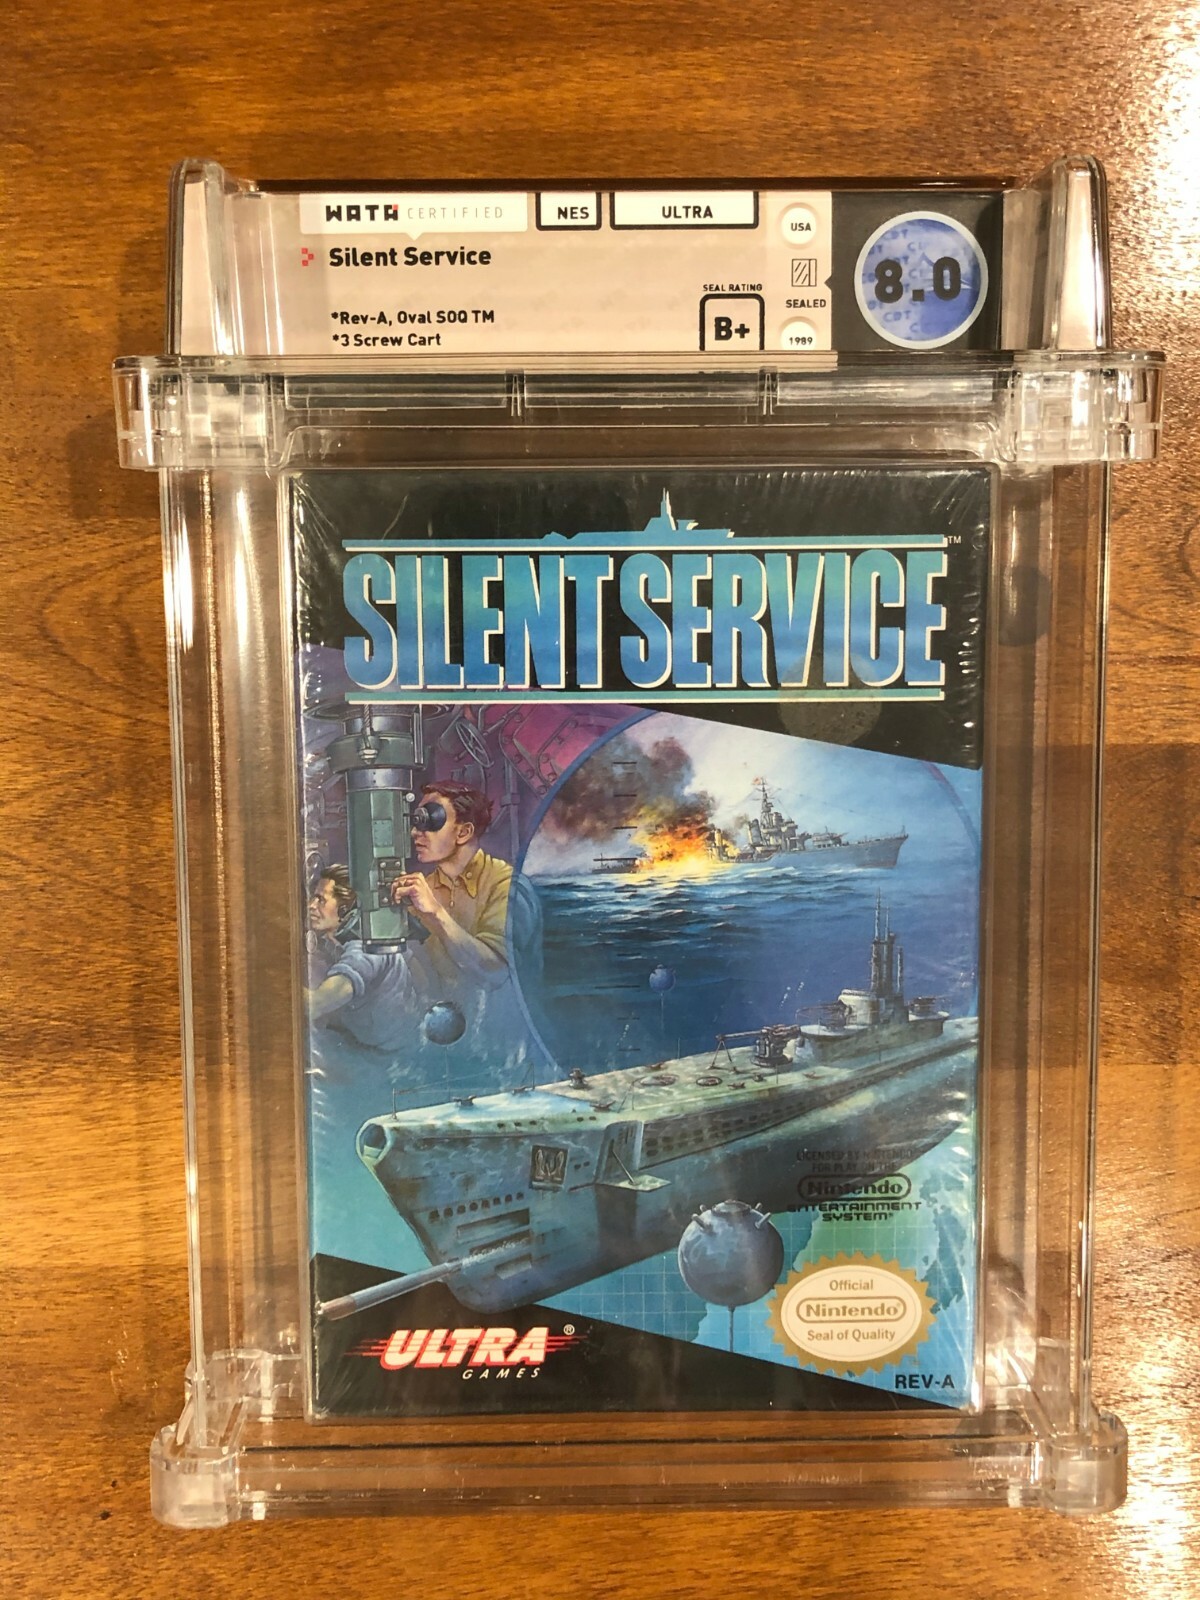 WATA CERTIFIED
NES
ULTRA
USA
Silent Service
8.0
SEALED
SEAL RATING
B+
*Rev-A, Oval SOQ TM
*3 Screw Cart
1989
SILENT SERVICE™
LICENSED BY NINTENDO
FOR PLAY ON THE
Nintendo
ENTERTAINMENT
SYSTEM®
Official
Nintendo®
Seal of Quality
ULTRA®
GAMES
REV-A